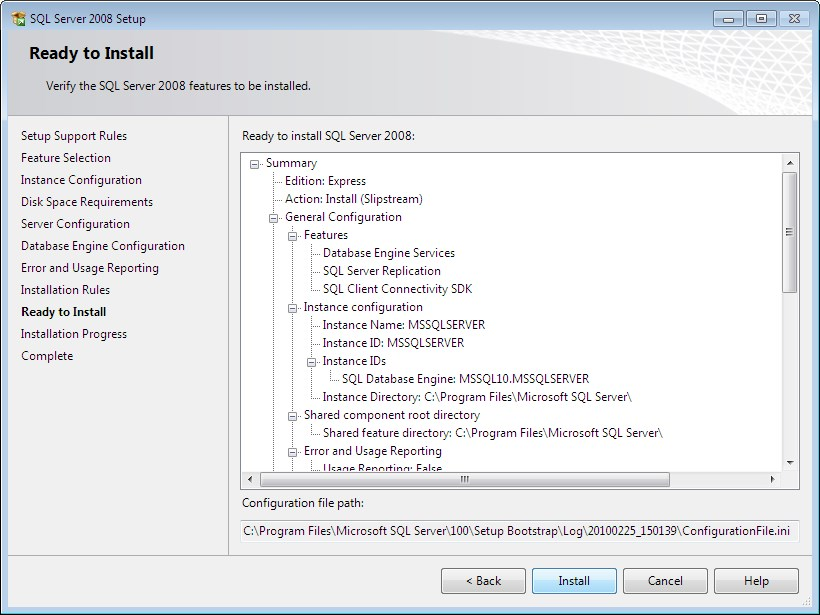 SQL Server 2008 Setup
Ready to Install
Verify the SQL Server 2008 features to be installed.
Setup Support Rules
Feature Selection
Instance Configuration
Disk Space Requirements
Server Configuration
Database Engine Configuration
Error and Usage Reporting
Installation Rules
Ready to Install
Installation Progress
Complete
Ready to install SQL Server 2008:
Summary
Edition: Express
Action: Install (Slipstream)
General Configuration
Features
Database Engine Services
SQL Server Replication
SQL Client Connectivity SDK
Instance configuration
Instance Name: MSSQLSERVER
Instance ID: MSSQLSERVER
Instance IDs
SQL Database Engine: MSSQL10.MSSQLSERVER
Instance Directory: C:\Program Files\Microsoft SQL Server\
Shared component root directory
Shared feature directory: C:\Program Files\Microsoft SQL Server\
Error and Usage Reporting
Usage Reporting: False
Configuration file path:
C:\Program Files\Microsoft SQL Server\100\Setup Bootstrap\Log\20100225_150139\ConfigurationFile.ini
< Back Install Cancel Help